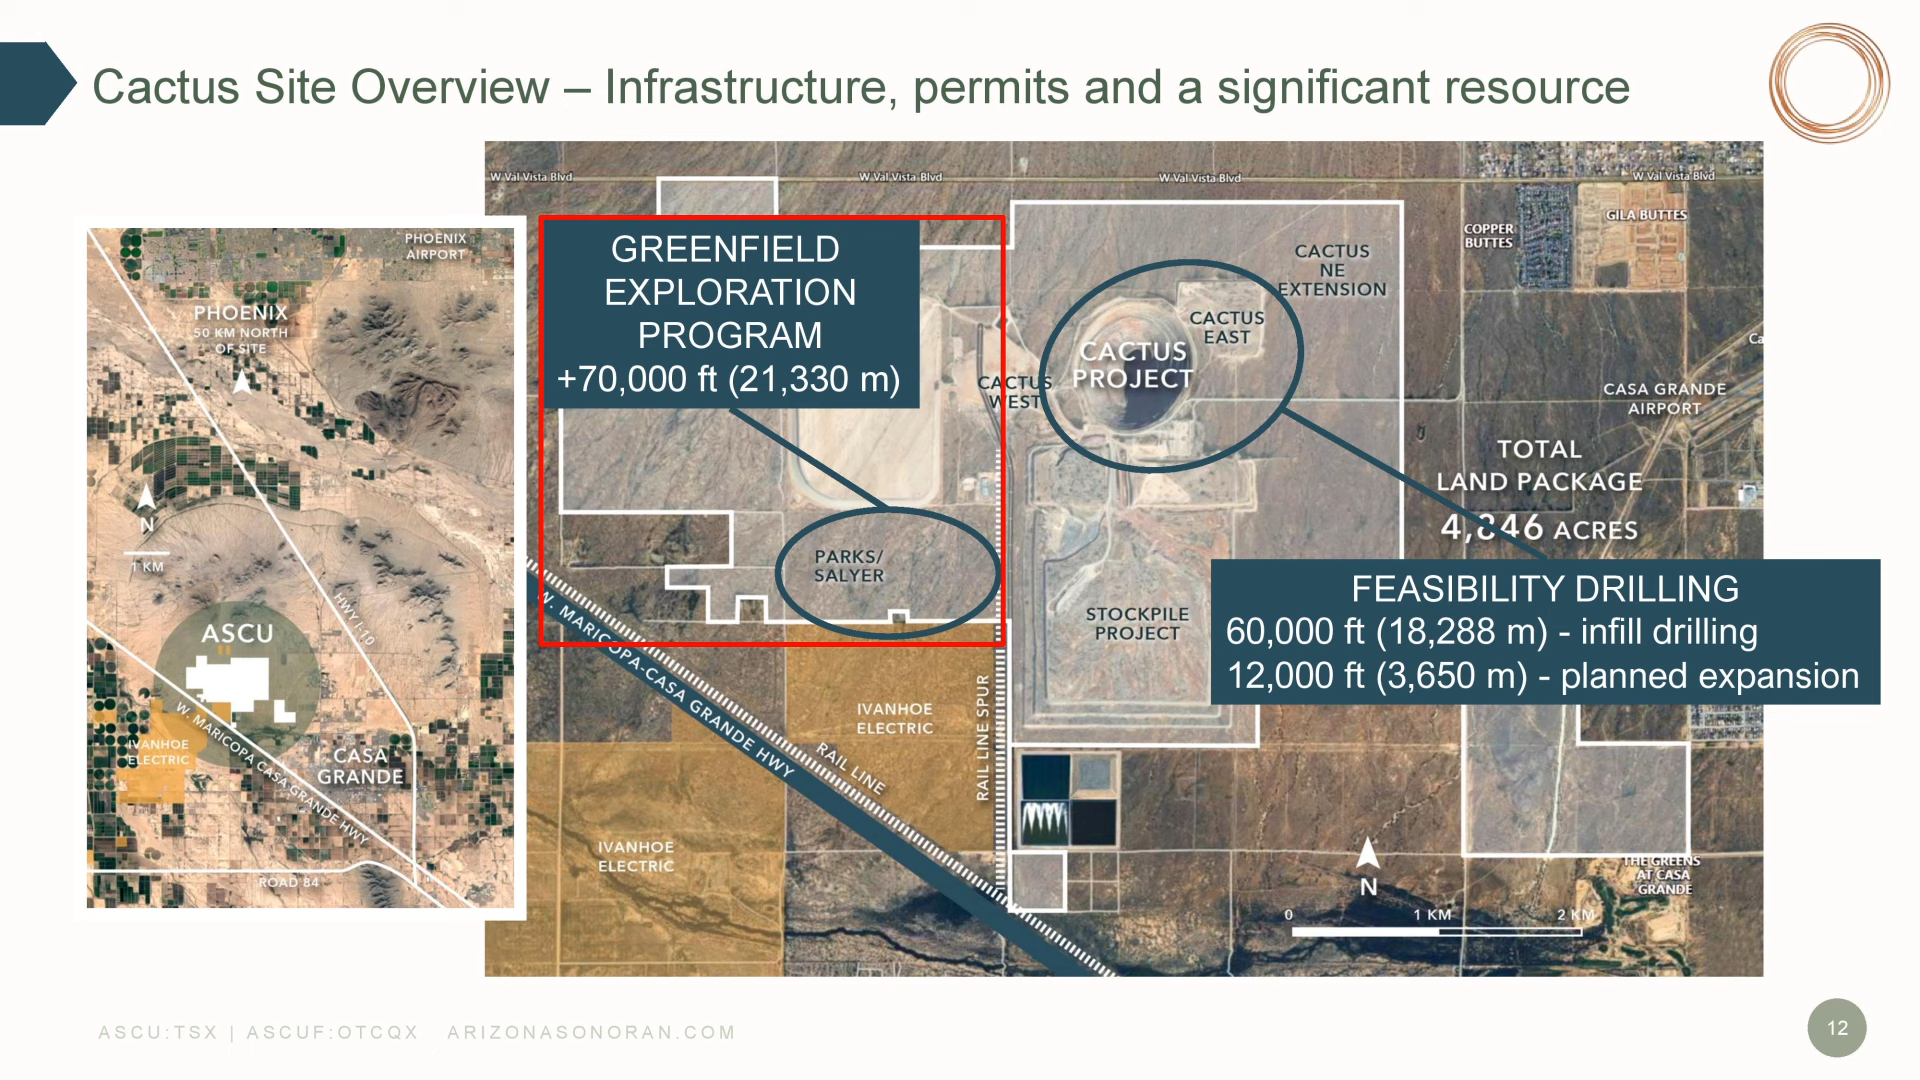 Cactus Site Overview – Infrastructure, permits and a significant resource
W Val Vista Blvd
W Val Vista Blvd
W Val Vista Blvd
W Val Vista Blvd
PHOENIX
AIRPORT
PHOENIX
50 KM NORTH
OF SITE
N
1 KM
HWY I-10
ASCU
W. MARICOPA CASA GRANDE HWY
IVANHOE
ELECTRIC
CASA
GRANDE
ROAD 84
GREENFIELD
EXPLORATION
PROGRAM
+70,000 ft (21,330 m)
CACTUS
WEST
CACTUS
PROJECT
CACTUS
EAST
CACTUS
NE
EXTENSION
COPPER
BUTTES
GILA BUTTES
Ca
CASA GRANDE
AIRPORT
TOTAL
LAND PACKAGE
4,846 ACRES
PARKS/
SALYER
STOCKPILE
PROJECT
FEASIBILITY DRILLING
60,000 ft (18,288 m) - infill drilling
12,000 ft (3,650 m) - planned expansion
W. MARICOPA-CASA GRANDE HWY
RAIL LINE
RAIL LINE SPUR
IVANHOE
ELECTRIC
IVANHOE
ELECTRIC
THE GREENS
AT CASA
GRANDE
N
0 1 KM 2 KM
ASCU:TSX | ASCUF:OTCQX ARIZONASONORAN.COM
12